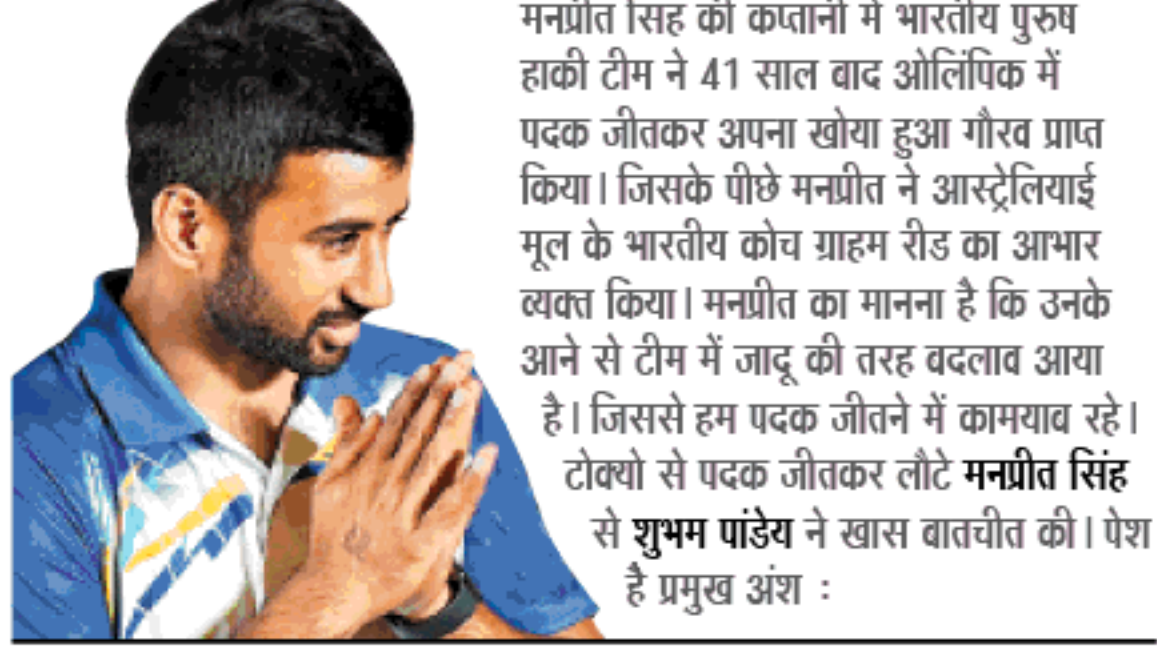 मनप्रीत सिंह की कप्तानी में भारतीय पुरुष
हाकी टीम ने 41 साल बाद ओलिंपिक में
पदक जीतकर अपना खोया हुआ गौरव प्राप्त
किया। जिसके पीछे मनप्रीत ने आस्ट्रेलियाई
मूल के भारतीय कोच ग्राहम रीड का आभार
व्यक्त किया। मनप्रीत का मानना है कि उनके
आने से टीम में जादू की तरह बदलाव आया
है। जिससे हम पदक जीतने में कामयाब रहे।
टोक्यो से पदक जीतकर लौटे मनप्रीत सिंह
से शुभम पांडेय ने खास बातचीत की। पेश
है प्रमुख अंश :